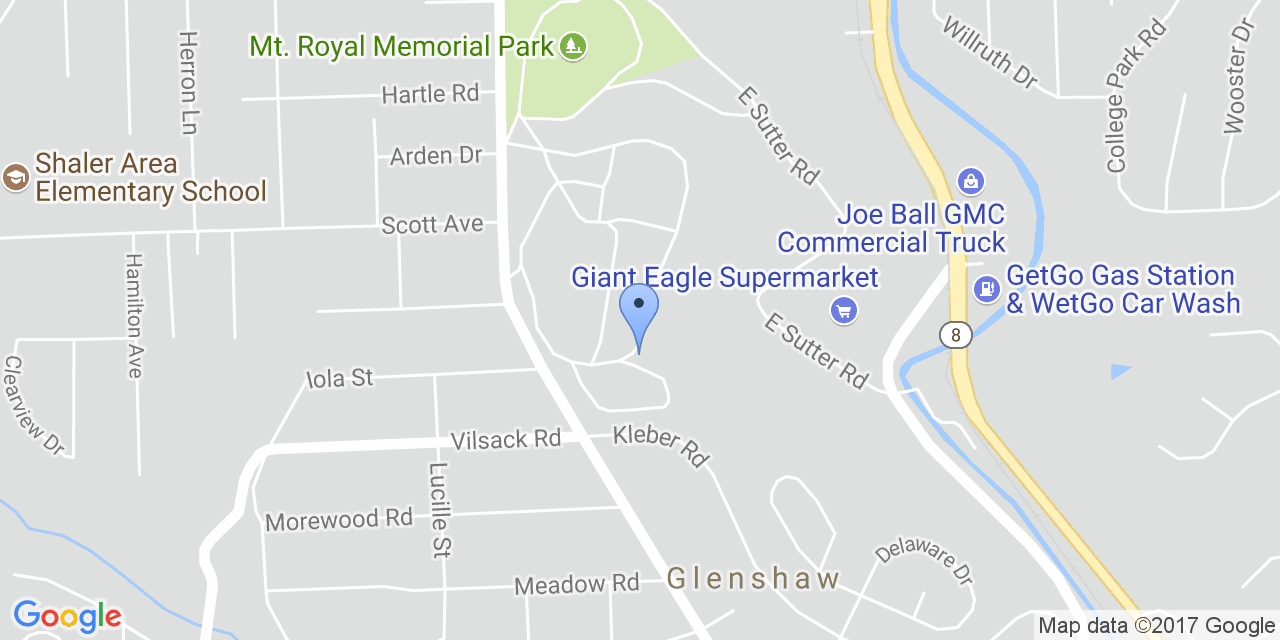 Herron Ln
Mt. Royal Memorial Park
Willruth Dr
College Park Rd
Wooster Dr
Hartle Rd
E Sutter Rd
Arden Dr
Shaler Area
Elementary School
Scott Ave
Joe Ball GMC
Commercial Truck
Hamilton Ave
Giant Eagle Supermarket
GetGo Gas Station
& WetGo Car Wash
8
E Sutter Rd
Clearview Dr
Iola St
Vilsack Rd
Kleber Rd
Lucille St
Morewood Rd
Delaware Dr
Meadow Rd
Glenshaw
Google
Map data ©2017 Google